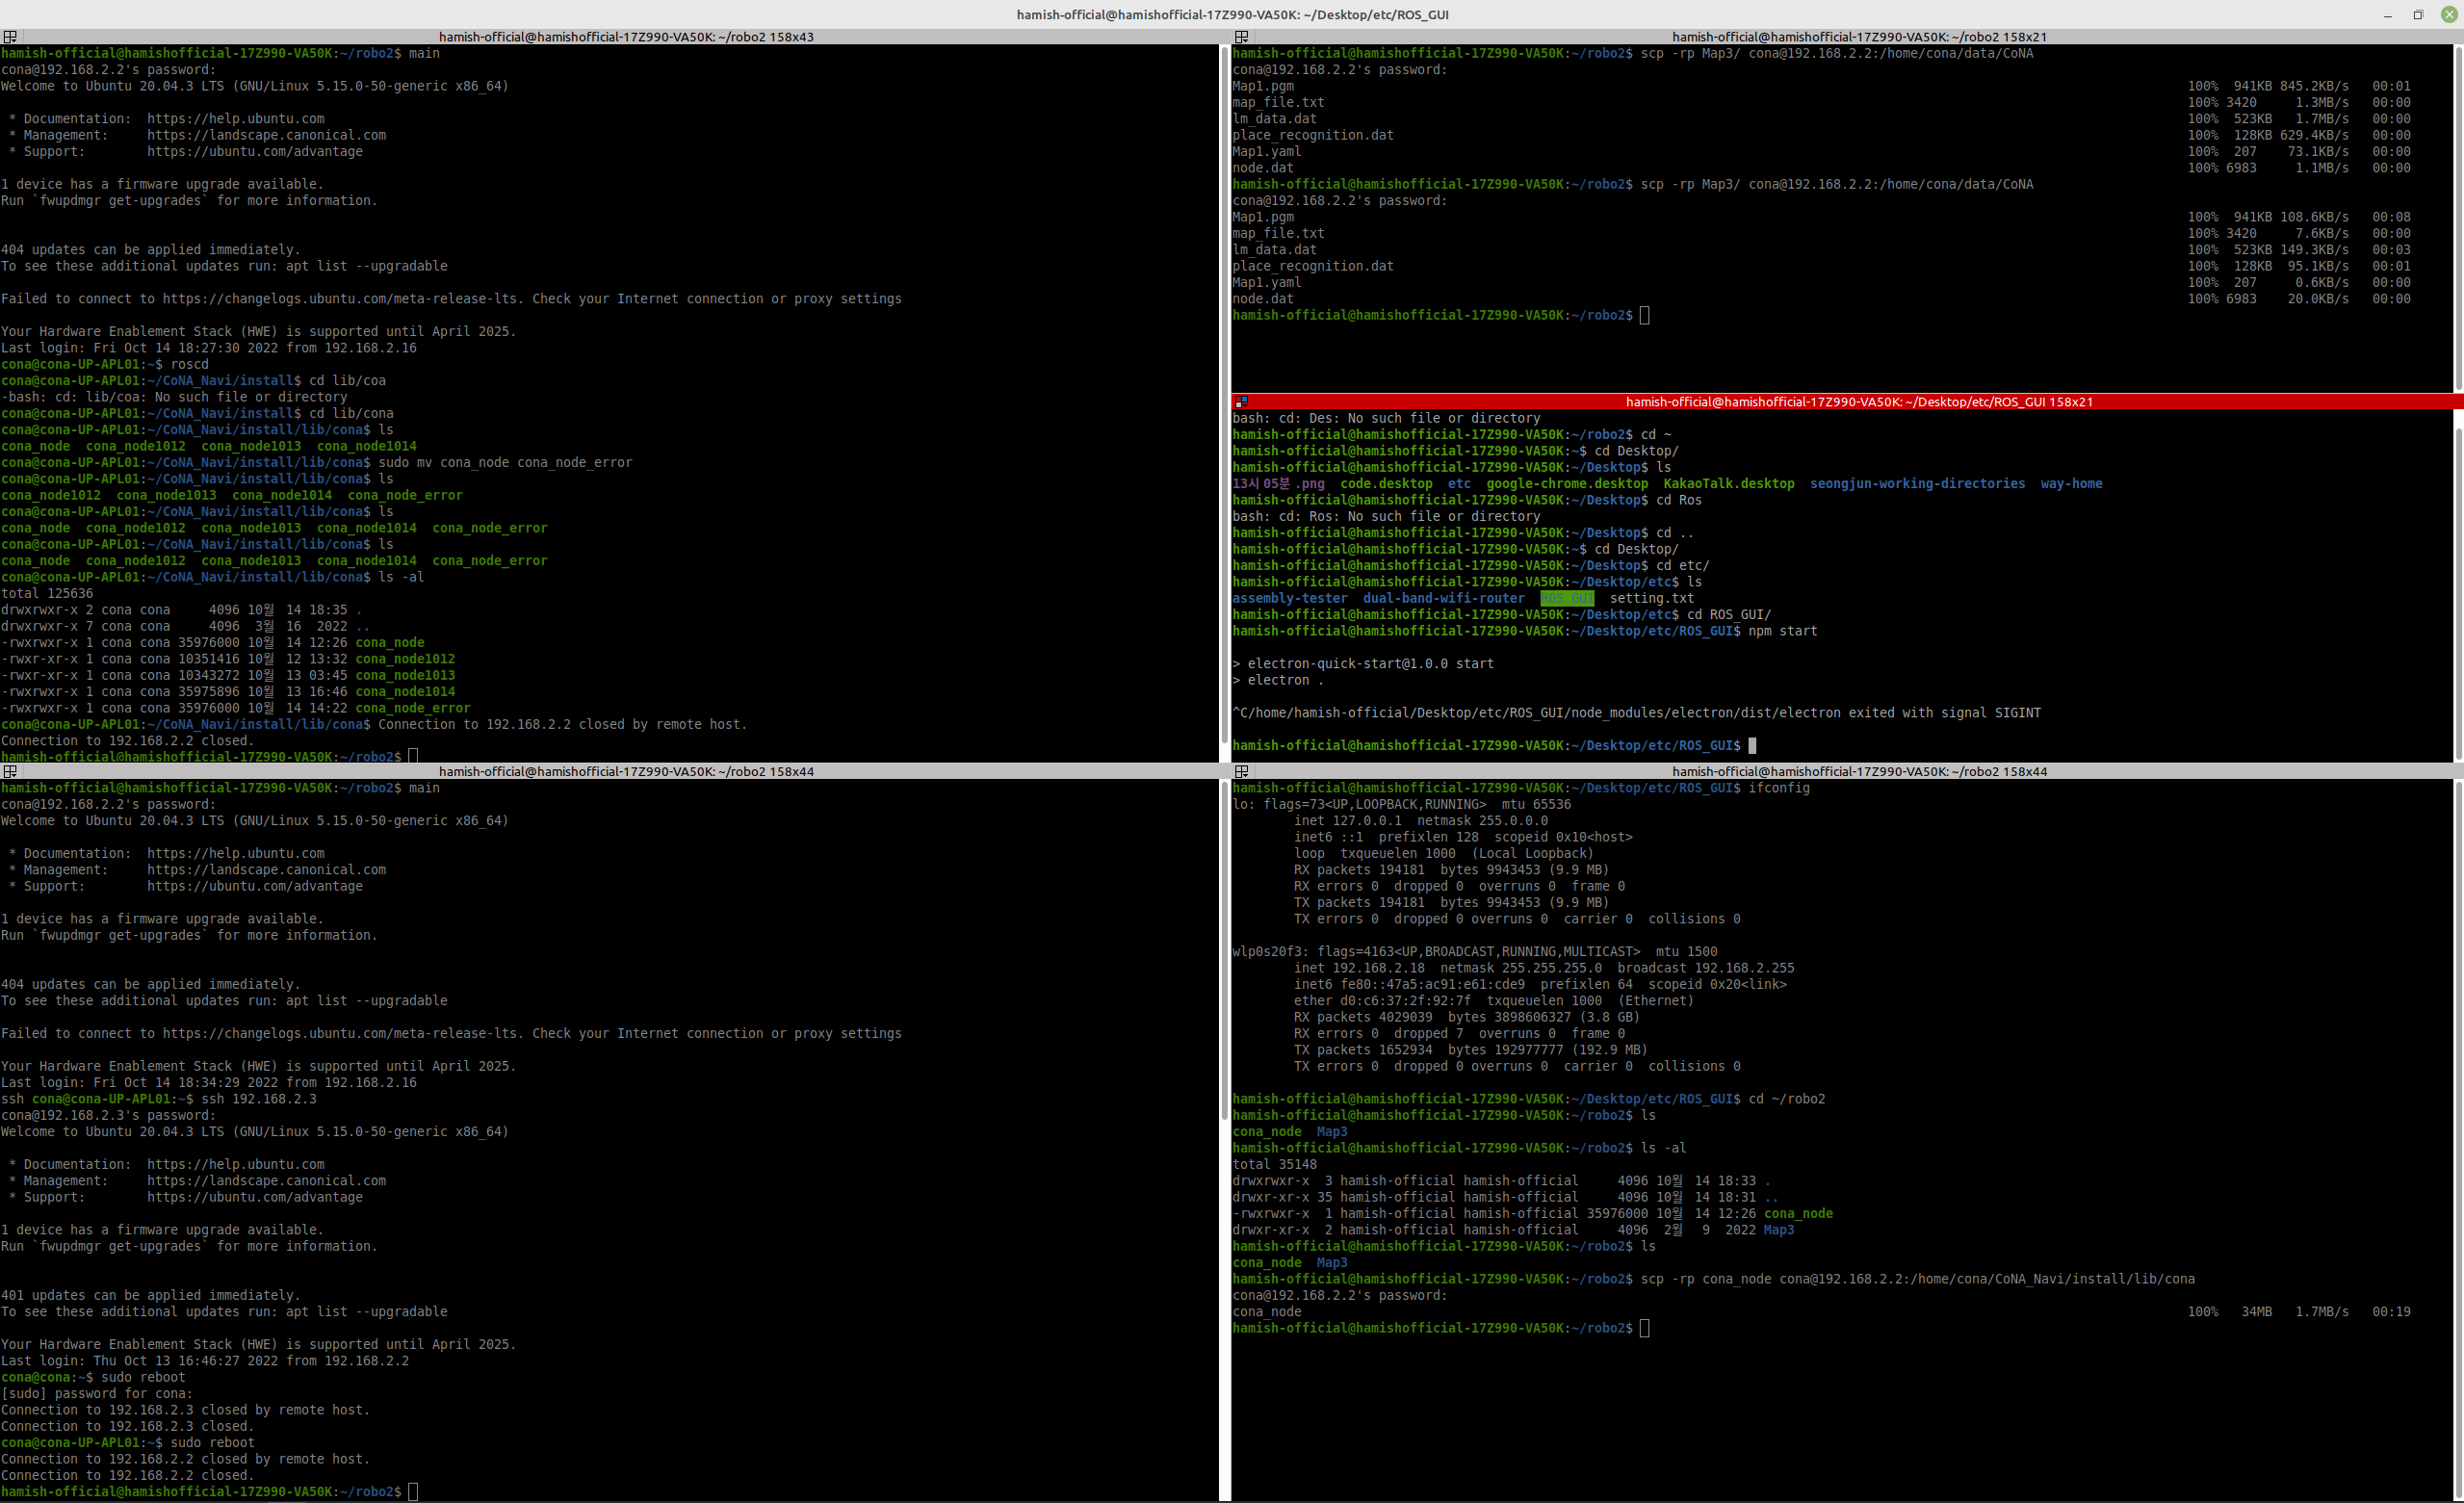 hamish-official@hamishofficial-17Z990-VA50K: ~/Desktop/etc/ROS_GUI
hamish-official@hamishofficial-17Z990-VA50K: ~/robo2 158x43
hamish-official@hamishofficial-17Z990-VA50K:~/robo2$ main
cona@192.168.2.2's password:
Welcome to Ubuntu 20.04.3 LTS (GNU/Linux 5.15.0-50-generic x86_64)
 * Documentation:  https://help.ubuntu.com
 * Management:     https://landscape.canonical.com
 * Support:        https://ubuntu.com/advantage
1 device has a firmware upgrade available.
Run `fwupdmgr get-upgrades` for more information.
404 updates can be applied immediately.
To see these additional updates run: apt list --upgradable
Failed to connect to https://changelogs.ubuntu.com/meta-release-lts. Check your Internet connection or proxy settings
Your Hardware Enablement Stack (HWE) is supported until April 2025.
Last login: Fri Oct 14 18:27:30 2022 from 192.168.2.16
cona@cona-UP-APL01:~$ roscd
cona@cona-UP-APL01:~/CoNA_Navi/install$ cd lib/coa
-bash: cd: lib/coa: No such file or directory
cona@cona-UP-APL01:~/CoNA_Navi/install$ cd lib/cona
cona@cona-UP-APL01:~/CoNA_Navi/install/lib/cona$ ls
cona_node  cona_node1012  cona_node1013  cona_node1014
cona@cona-UP-APL01:~/CoNA_Navi/install/lib/cona$ sudo mv cona_node cona_node_error
cona@cona-UP-APL01:~/CoNA_Navi/install/lib/cona$ ls
cona_node1012  cona_node1013  cona_node1014  cona_node_error
cona@cona-UP-APL01:~/CoNA_Navi/install/lib/cona$ ls
cona_node  cona_node1012  cona_node1013  cona_node1014  cona_node_error
cona@cona-UP-APL01:~/CoNA_Navi/install/lib/cona$ ls
cona_node  cona_node1012  cona_node1013  cona_node1014  cona_node_error
cona@cona-UP-APL01:~/CoNA_Navi/install/lib/cona$ ls -al
total 125636
drwxrwxr-x 2 cona cona     4096 10월  14 18:35 .
drwxrwxr-x 7 cona cona     4096  3월  16  2022 ..
-rwxrwxr-x 1 cona cona 35976000 10월  14 12:26 cona_node
-rwxr-xr-x 1 cona cona 10351416 10월  12 13:32 cona_node1012
-rwxr-xr-x 1 cona cona 10343272 10월  13 03:45 cona_node1013
-rwxrwxr-x 1 cona cona 35975896 10월  13 16:46 cona_node1014
-rwxrwxr-x 1 cona cona 35976000 10월  14 14:22 cona_node_error
cona@cona-UP-APL01:~/CoNA_Navi/install/lib/cona$ Connection to 192.168.2.2 closed by remote host.
Connection to 192.168.2.2 closed.
hamish-official@hamishofficial-17Z990-VA50K:~/robo2$
hamish-official@hamishofficial-17Z990-VA50K: ~/robo2 158x21
hamish-official@hamishofficial-17Z990-VA50K:~/robo2$ scp -rp Map3/ cona@192.168.2.2:/home/cona/data/CoNA
cona@192.168.2.2's password:
Map1.pgm 100%  941KB 845.2KB/s   00:01
map_file.txt 100% 3420     1.3MB/s   00:00
lm_data.dat 100%  523KB   1.7MB/s   00:00
place_recognition.dat 100%  128KB 629.4KB/s   00:00
Map1.yaml 100%  207    73.1KB/s   00:00
node.dat 100% 6983     1.1MB/s   00:00
hamish-official@hamishofficial-17Z990-VA50K:~/robo2$ scp -rp Map3/ cona@192.168.2.2:/home/cona/data/CoNA
cona@192.168.2.2's password:
Map1.pgm 100%  941KB 108.6KB/s   00:08
map_file.txt 100% 3420     7.6KB/s   00:00
lm_data.dat 100%  523KB 149.3KB/s   00:03
place_recognition.dat 100%  128KB  95.1KB/s   00:01
Map1.yaml 100%  207     0.6KB/s   00:00
node.dat 100% 6983    20.0KB/s   00:00
hamish-official@hamishofficial-17Z990-VA50K:~/robo2$
hamish-official@hamishofficial-17Z990-VA50K: ~/Desktop/etc/ROS_GUI 158x21
bash: cd: Des: No such file or directory
hamish-official@hamishofficial-17Z990-VA50K:~/robo2$ cd ~
hamish-official@hamishofficial-17Z990-VA50K:~$ cd Desktop/
hamish-official@hamishofficial-17Z990-VA50K:~/Desktop$ ls
13시 05분 .png  code.desktop  etc  google-chrome.desktop  KakaoTalk.desktop  seongjun-working-directories  way-home
hamish-official@hamishofficial-17Z990-VA50K:~/Desktop$ cd Ros
bash: cd: Ros: No such file or directory
hamish-official@hamishofficial-17Z990-VA50K:~/Desktop$ cd ..
hamish-official@hamishofficial-17Z990-VA50K:~$ cd Desktop/
hamish-official@hamishofficial-17Z990-VA50K:~/Desktop$ cd etc/
hamish-official@hamishofficial-17Z990-VA50K:~/Desktop/etc$ ls
assembly-tester  dual-band-wifi-router  ROS_GUI  setting.txt
hamish-official@hamishofficial-17Z990-VA50K:~/Desktop/etc$ cd ROS_GUI/
hamish-official@hamishofficial-17Z990-VA50K:~/Desktop/etc/ROS_GUI$ npm start
> electron-quick-start@1.0.0 start
> electron .
^C/home/hamish-official/Desktop/etc/ROS_GUI/node_modules/electron/dist/electron exited with signal SIGINT
hamish-official@hamishofficial-17Z990-VA50K:~/Desktop/etc/ROS_GUI$
hamish-official@hamishofficial-17Z990-VA50K: ~/robo2 158x44
hamish-official@hamishofficial-17Z990-VA50K:~/robo2$ main
cona@192.168.2.2's password:
Welcome to Ubuntu 20.04.3 LTS (GNU/Linux 5.15.0-50-generic x86_64)
 * Documentation:  https://help.ubuntu.com
 * Management:     https://landscape.canonical.com
 * Support:        https://ubuntu.com/advantage
1 device has a firmware upgrade available.
Run `fwupdmgr get-upgrades` for more information.
404 updates can be applied immediately.
To see these additional updates run: apt list --upgradable
Failed to connect to https://changelogs.ubuntu.com/meta-release-lts. Check your Internet connection or proxy settings
Your Hardware Enablement Stack (HWE) is supported until April 2025.
Last login: Fri Oct 14 18:34:29 2022 from 192.168.2.16
ssh cona@cona-UP-APL01:~$ ssh 192.168.2.3
cona@192.168.2.3's password:
Welcome to Ubuntu 20.04.3 LTS (GNU/Linux 5.15.0-50-generic x86_64)
 * Documentation:  https://help.ubuntu.com
 * Management:     https://landscape.canonical.com
 * Support:        https://ubuntu.com/advantage
1 device has a firmware upgrade available.
Run `fwupdmgr get-upgrades` for more information.
401 updates can be applied immediately.
To see these additional updates run: apt list --upgradable
Your Hardware Enablement Stack (HWE) is supported until April 2025.
Last login: Thu Oct 13 16:46:27 2022 from 192.168.2.2
cona@cona:~$ sudo reboot
[sudo] password for cona:
Connection to 192.168.2.3 closed by remote host.
Connection to 192.168.2.3 closed.
cona@cona-UP-APL01:~$ sudo reboot
Connection to 192.168.2.2 closed by remote host.
Connection to 192.168.2.2 closed.
hamish-official@hamishofficial-17Z990-VA50K:~/robo2$
hamish-official@hamishofficial-17Z990-VA50K: ~/robo2 158x44
hamish-official@hamishofficial-17Z990-VA50K:~/Desktop/etc/ROS_GUI$ ifconfig
lo: flags=73<UP,LOOPBACK,RUNNING>  mtu 65536
        inet 127.0.0.1  netmask 255.0.0.0
        inet6 ::1  prefixlen 128  scopeid 0x10<host>
        loop  txqueuelen 1000  (Local Loopback)
        RX packets 194181  bytes 9943453 (9.9 MB)
        RX errors 0  dropped 0  overruns 0  frame 0
        TX packets 194181  bytes 9943453 (9.9 MB)
        TX errors 0  dropped 0 overruns 0  carrier 0  collisions 0
wlp0s20f3: flags=4163<UP,BROADCAST,RUNNING,MULTICAST>  mtu 1500
        inet 192.168.2.18  netmask 255.255.255.0  broadcast 192.168.2.255
        inet6 fe80::47a5:ac91:e61:cde9  prefixlen 64  scopeid 0x20<link>
        ether d0:c6:37:2f:92:7f  txqueuelen 1000  (Ethernet)
        RX packets 4029039  bytes 3898606327 (3.8 GB)
        RX errors 0  dropped 7  overruns 0  frame 0
        TX packets 1652934  bytes 192977777 (192.9 MB)
        TX errors 0  dropped 0 overruns 0  carrier 0  collisions 0
hamish-official@hamishofficial-17Z990-VA50K:~/Desktop/etc/ROS_GUI$ cd ~/robo2
hamish-official@hamishofficial-17Z990-VA50K:~/robo2$ ls
cona_node  Map3
hamish-official@hamishofficial-17Z990-VA50K:~/robo2$ ls -al
total 35148
drwxrwxr-x  3 hamish-official hamish-official     4096 10월  14 18:33 .
drwxr-xr-x 35 hamish-official hamish-official     4096 10월  14 18:31 ..
-rwxrwxr-x  1 hamish-official hamish-official 35976000 10월  14 12:26 cona_node
drwxr-xr-x  2 hamish-official hamish-official     4096  2월   9  2022 Map3
hamish-official@hamishofficial-17Z990-VA50K:~/robo2$ ls
cona_node  Map3
hamish-official@hamishofficial-17Z990-VA50K:~/robo2$ scp -rp cona_node cona@192.168.2.2:/home/cona/CoNA_Navi/install/lib/cona
cona@192.168.2.2's password:
cona_node 100%   34MB   1.7MB/s   00:19
hamish-official@hamishofficial-17Z990-VA50K:~/robo2$